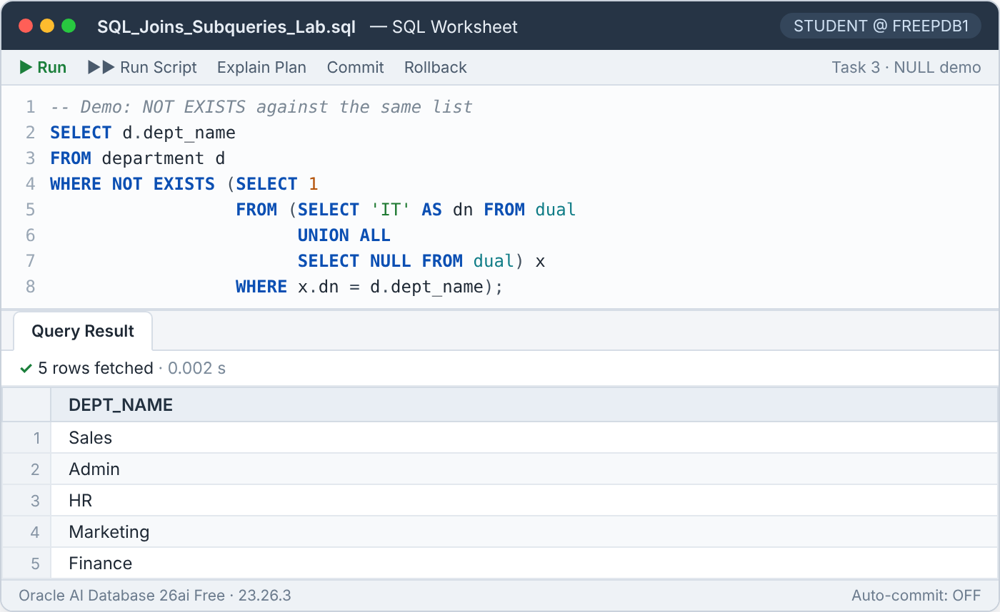 SQL_Joins_Subqueries_Lab.sql — SQL Worksheet STUDENT @ FREEPDB1
Run Run Script Explain Plan Commit Rollback Task 3 · NULL demo
1 -- Demo: NOT EXISTS against the same list
2 SELECT d.dept_name
3 FROM department d
4 WHERE NOT EXISTS (SELECT 1
5 FROM (SELECT 'IT' AS dn FROM dual
6 UNION ALL
7 SELECT NULL FROM dual) x
8 WHERE x.dn = d.dept_name);
Query Result
✓ 5 rows fetched · 0.002 s
DEPT_NAME
1 Sales
2 Admin
3 HR
4 Marketing
5 Finance
Oracle AI Database 26ai Free · 23.26.3 Auto-commit: OFF